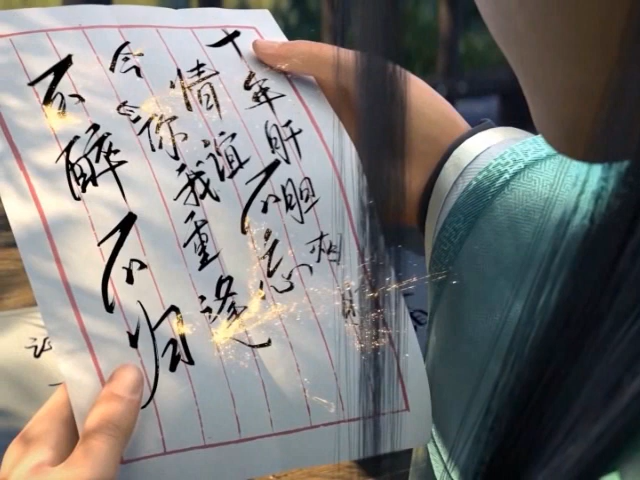 十年肝胆
情谊不忘
今你我重逢
不醉不归